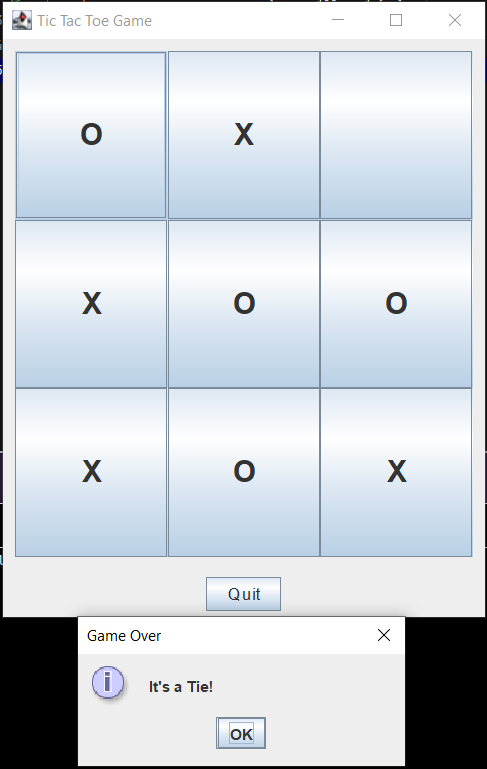 Tic Tac Toe Game
O X
X O O
X O X
Quit
Game Over
i
It's a Tie!
OK